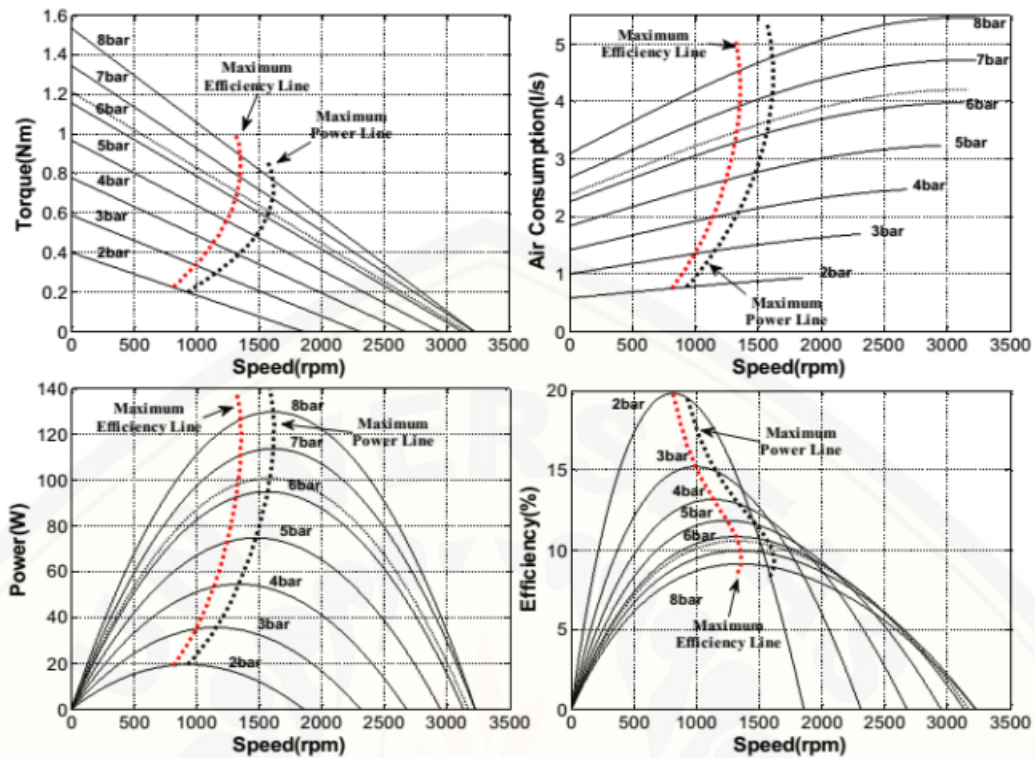 1.6
1.4
1.2
1
0.8
0.6
0.4
0.2
0
Torque(Nm)
8bar
7bar
6bar
5bar
4bar
3bar
2bar
Maximum
Efficiency Line
Maximum
Power Line
0 500 1000 1500 2000 2500 3000 3500
Speed(rpm)
5
4
3
2
1
0
Air Consumption(l/s)
Maximum
Efficiency Line
8bar
7bar
6bar
5bar
4bar
3bar
2bar
Maximum
Power Line
0 500 1000 1500 2000 2500 3000 3500
Speed(rpm)
140
120
100
80
60
40
20
0
Power(W)
Maximum
Efficiency Line
8bar
Maximum
Power Line
7bar
6bar
5bar
4bar
3bar
2bar
0 500 1000 1500 2000 2500 3000 3500
Speed(rpm)
20
15
10
5
0
Efficiency(%)
2bar
Maximum
Power Line
3bar
4bar
5bar
6bar
8bar
Maximum
Efficiency Line
0 500 1000 1500 2000 2500 3000 3500
Speed(rpm)